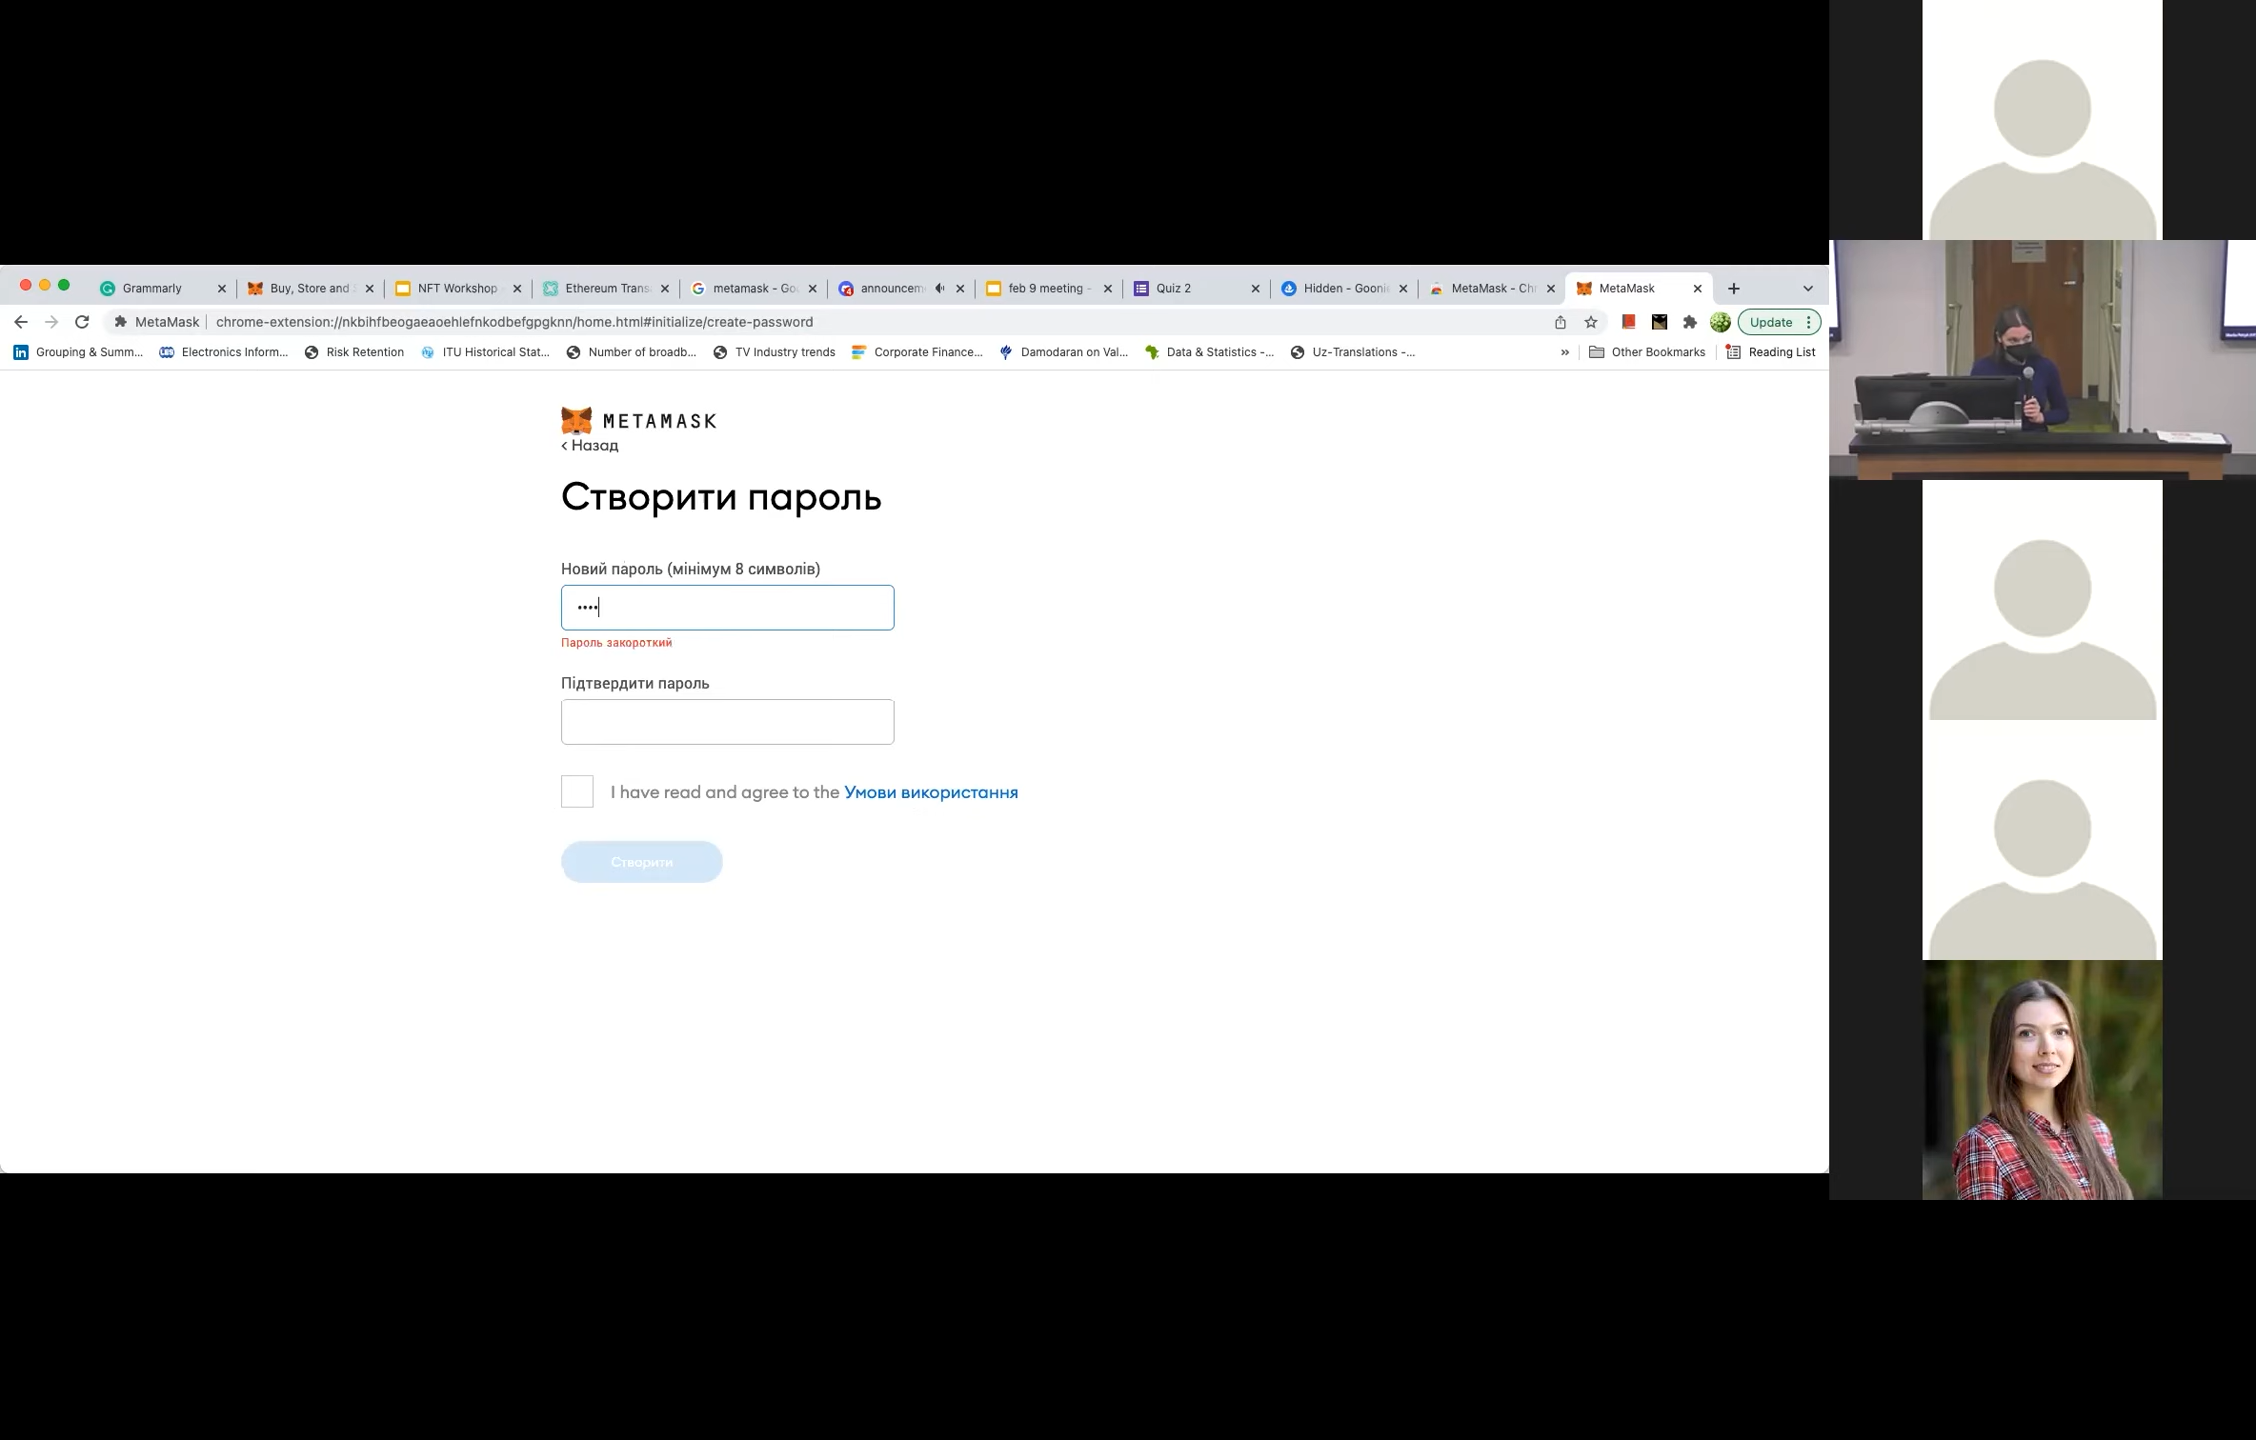 Grammarly
Buy, Store and
NFT Workshop
Ethereum Trans
metamask - Go
announcem
feb 9 meeting -
Quiz 2
Hidden - Gooni
MetaMask - Ch
MetaMask
MetaMask
chrome-extension://nkbihfbeogaeaoehlefnkodbefgpgknn/home.html#initialize/create-password
Update
Grouping & Summ...
Electronics Inform...
Risk Retention
ITU Historical Stat...
Number of broadb...
TV Industry trends
Corporate Finance...
Damodaran on Val...
Data & Statistics -...
Uz-Translations -...
»
Other Bookmarks
Reading List
METAMASK
< Назад
Створити пароль
Новий пароль (мінімум 8 символів)
••••
Пароль закороткий
Підтвердити пароль
I have read and agree to the Умови використання
Створити